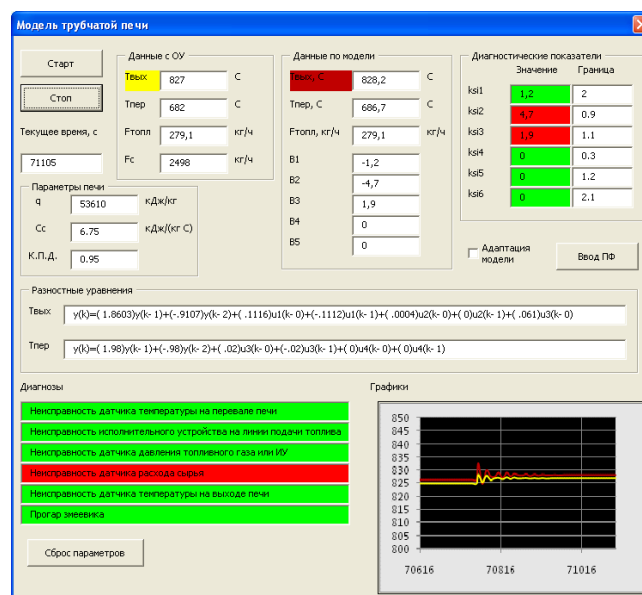 Модель трубчатой печи
Старт
Стоп
Текущее время, с
71105
Данные с ОУ
Tвых 827 С
Тпер 682 С
Fтопл 279,1 кг/ч
Fc 2498 кг/ч
Данные по модели
Твых, С 828,2 С
Тпер, С 686,7 С
Fтопл, кг/ч 279,1 кг/ч
B1 -1,2
B2 -4,7
B3 1,9
B4 0
B5 0
Диагностические показатели
Значение Граница
ksi1 1,2 2
ksi2 4,7 0.9
ksi3 1,9 1.1
ksi4 0 0.3
ksi5 0 1.2
ksi6 0 2.1
Параметры печи
q 53610 кДж/кг
Cc 6.75 кДж/(кг С)
К.П.Д. 0.95
Адаптация
модели
Ввод ПФ
Разностные уравнения
Твых y(k)=( 1.8603)y(k- 1)+(-.9107)y(k- 2)+( .1116)u1(k- 0)+(-.1112)u1(k- 1)+( .0004)u2(k- 0)+( 0)u2(k- 1)+( .061)u3(k- 0)
Тпер y(k)=( 1.98)y(k- 1)+(-.98)y(k- 2)+( .02)u3(k- 0)+(-.02)u3(k- 1)+( 0)u4(k- 0)+( 0)u4(k- 1)
Диагнозы
Неисправность датчика температуры на перевале печи
Неисправность исполнительного устройства на линии подачи топлива
Неисправность датчика давления топливного газа или ИУ
Неисправность датчика расхода сырья
Неисправность датчика температуры на выходе печи
Прогар змеевика
Сброс параметров
Графики
850
845
840
835
830
825
820
815
810
805
800
70616 70816 71016